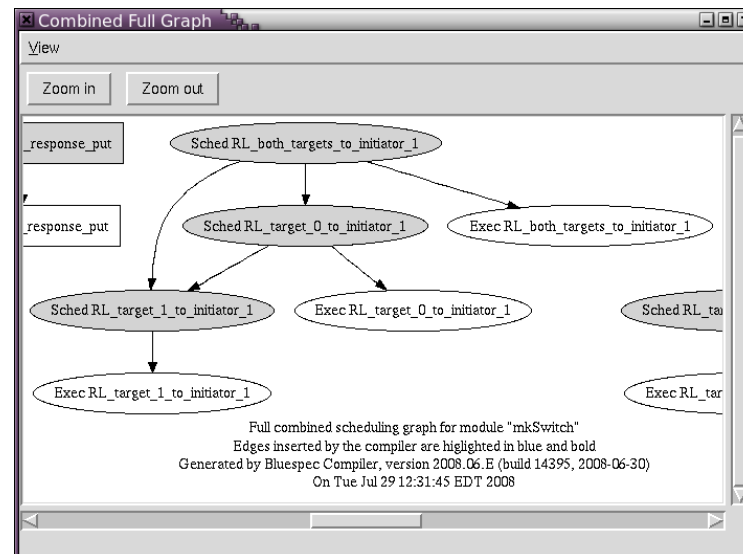 Combined Full Graph
View
Zoom in
Zoom out
_response_put
Sched RL_both_targets_to_initiator_1
_response_put
Sched RL_target_0_to_initiator_1
Exec RL_both_targets_to_initiator_1
Sched RL_target_1_to_initiator_1
Exec RL_target_0_to_initiator_1
Sched RL_tar
Exec RL_target_1_to_initiator_1
Exec RL_tar
Full combined scheduling graph for module "mkSwitch"
Edges inserted by the compiler are higlighted in blue and bold
Generated by Bluespec Compiler, version 2008.06.E (build 14395, 2008-06-30)
On Tue Jul 29 12:31:45 EDT 2008